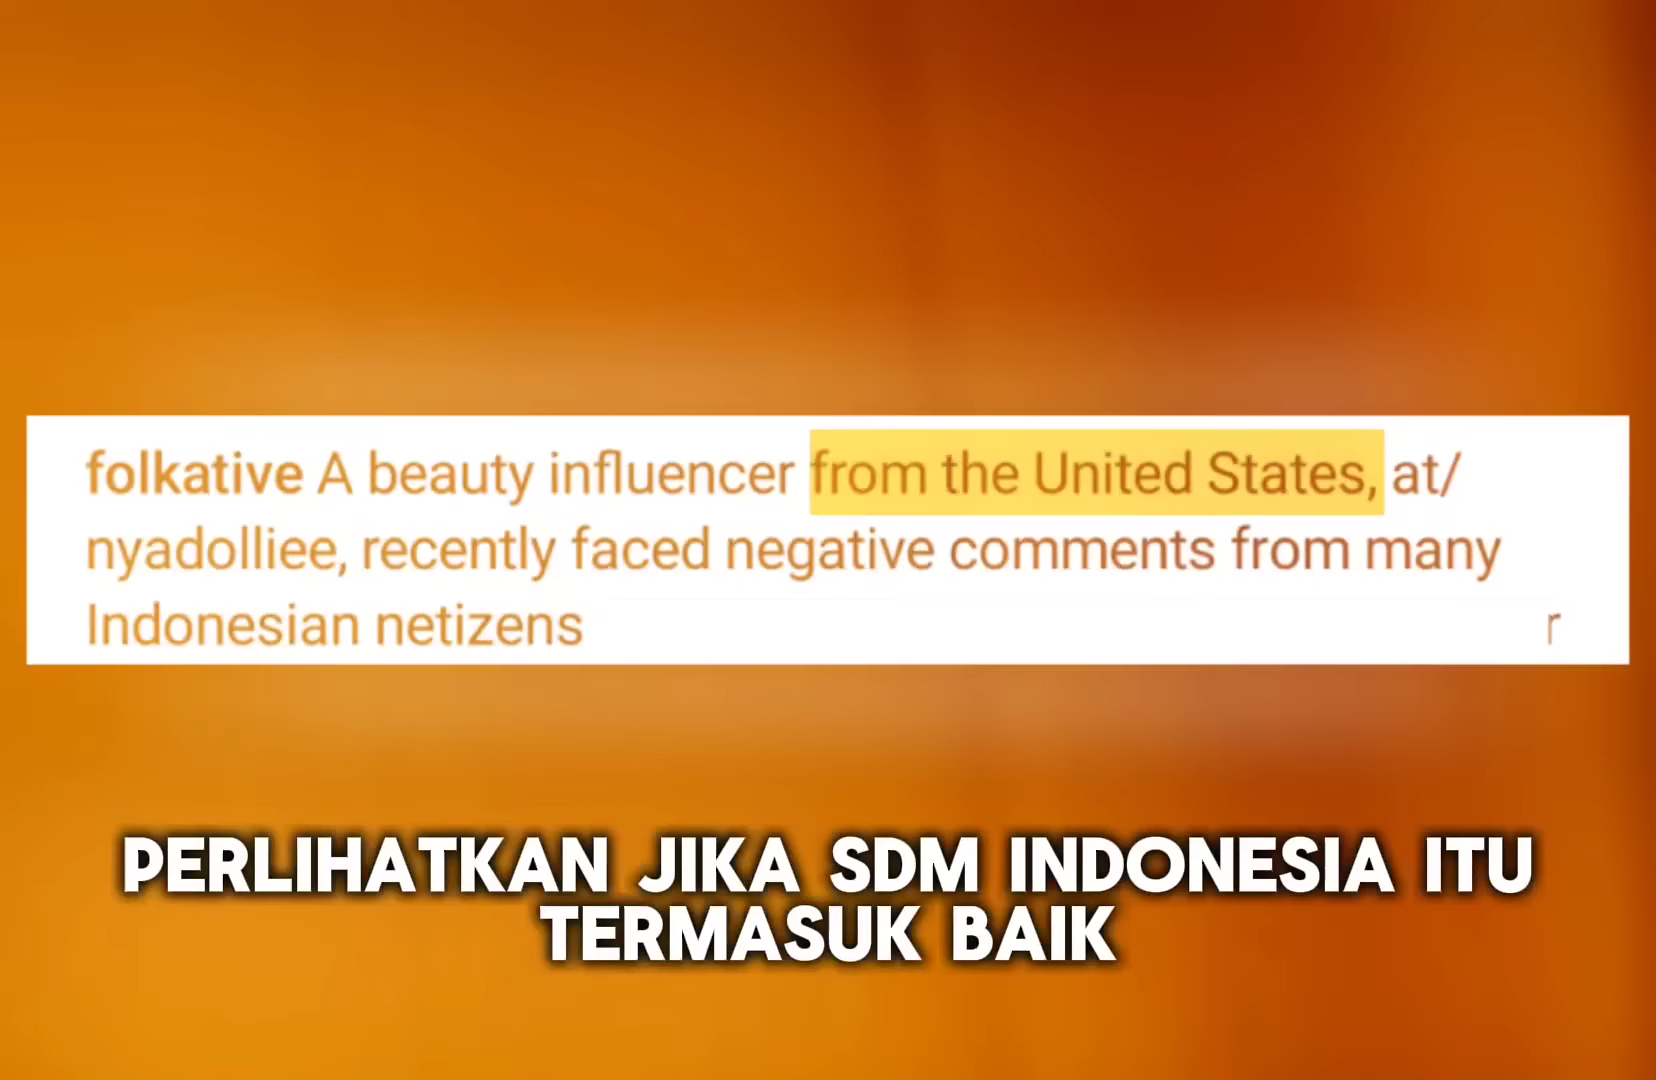 folkative A beauty influencer from the United States, at/
nyadolliee, recently faced negative comments from many
Indonesian netizens r
PERLIHATKAN JIKA SDM INDONESIA ITU
TERMASUK BAIK